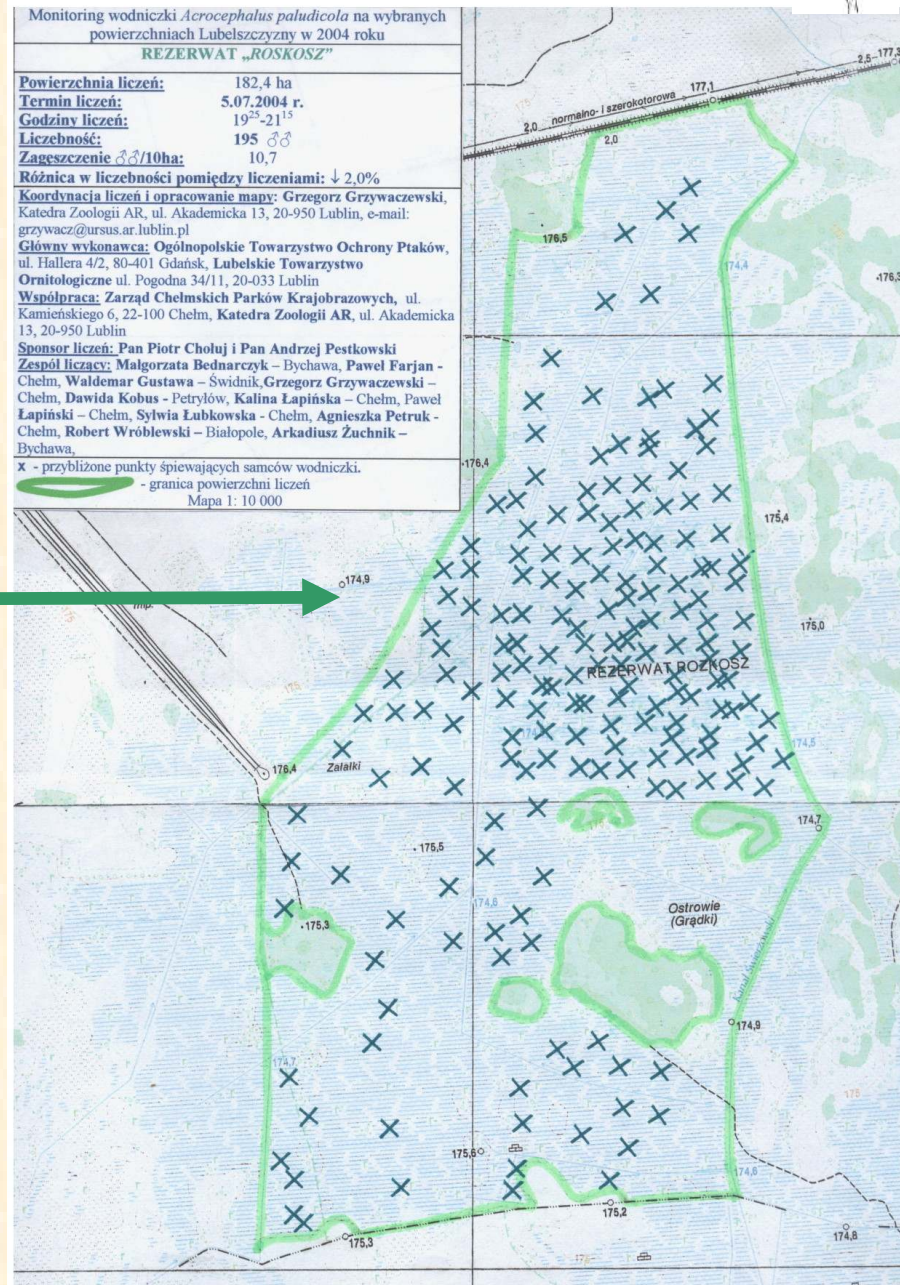 Monitoring wodniczki Acrocephalus paludicola na wybranych
powierzchniach Lubelszczyzny w 2004 roku
REZERWAT „ROSKOSZ”
Powierzchnia liczeń: 182,4 ha
Termin liczeń: 5.07.2004 r.
Godziny liczeń: 19²⁵-21¹⁵
Liczebność: 195 ♂♂
Zagęszczenie ♂♂/10ha: 10,7
Różnica w liczebności pomiędzy liczeniami: ↓ 2,0%
Koordynacja liczeń i opracowanie mapy: Grzegorz Grzywaczewski,
Katedra Zoologii AR, ul. Akademicka 13, 20-950 Lublin, e-mail:
grzywacz@ursus.ar.lublin.pl
Główny wykonawca: Ogólnopolskie Towarzystwo Ochrony Ptaków,
ul. Hallera 4/2, 80-401 Gdańsk, Lubelskie Towarzystwo
Ornitologiczne ul. Pogodna 34/11, 20-033 Lublin
Współpraca: Zarząd Chełmskich Parków Krajobrazowych, ul.
Kamieńskiego 6, 22-100 Chełm, Katedra Zoologii AR, ul. Akademicka
13, 20-950 Lublin
Sponsor liczeń: Pan Piotr Chołuj i Pan Andrzej Pestkowski
Zespół liczący: Małgorzata Bednarczyk – Bychawa, Paweł Farjan -
Chełm, Waldemar Gustawa – Świdnik,Grzegorz Grzywaczewski –
Chełm, Dawida Kobus - Petryłów, Kalina Łapińska – Chełm, Paweł
Łapiński – Chełm, Sylwia Łubkowska - Chełm, Agnieszka Petruk -
Chełm, Robert Wróblewski – Białopole, Arkadiusz Żuchnik –
Bychawa,
x - przybliżone punkty śpiewających samców wodniczki.
- granica powierzchni liczeń
Mapa 1: 10 000
2,5 177,3
177,1
normalno- i szerokotorowa
2,0
2,0
176,5
174,4
176,3
176,4
175,4
174,9
Tmp.
175,0
175
REZERWAT ROZKOSZ
174,5
176,4
Załalki
174,7
175,5
174,6
Ostrowie
(Grądki)
175,3
174,9
174,7
175
175,6
174,6
175,2
175,3
174,8